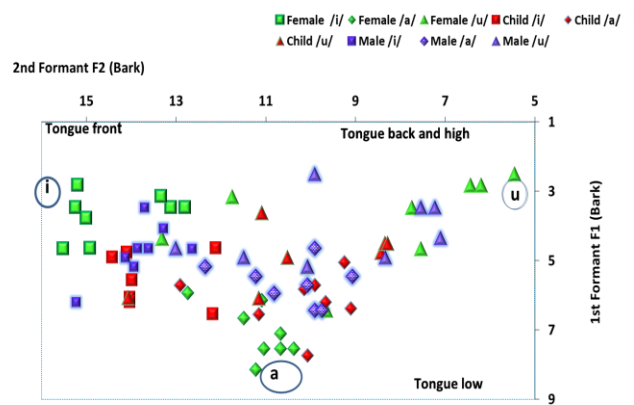 Female /i/ Female /a/ Female /u/ Child /i/ Child /a/
Child /u/ Male /i/ Male /a/ Male /u/
2nd Formant F2 (Bark)
15 13 11 9 7 5
Tongue front
Tongue back and high
1
i
u
3
5
7
9
1st Formant F1 (Bark)
a
Tongue low